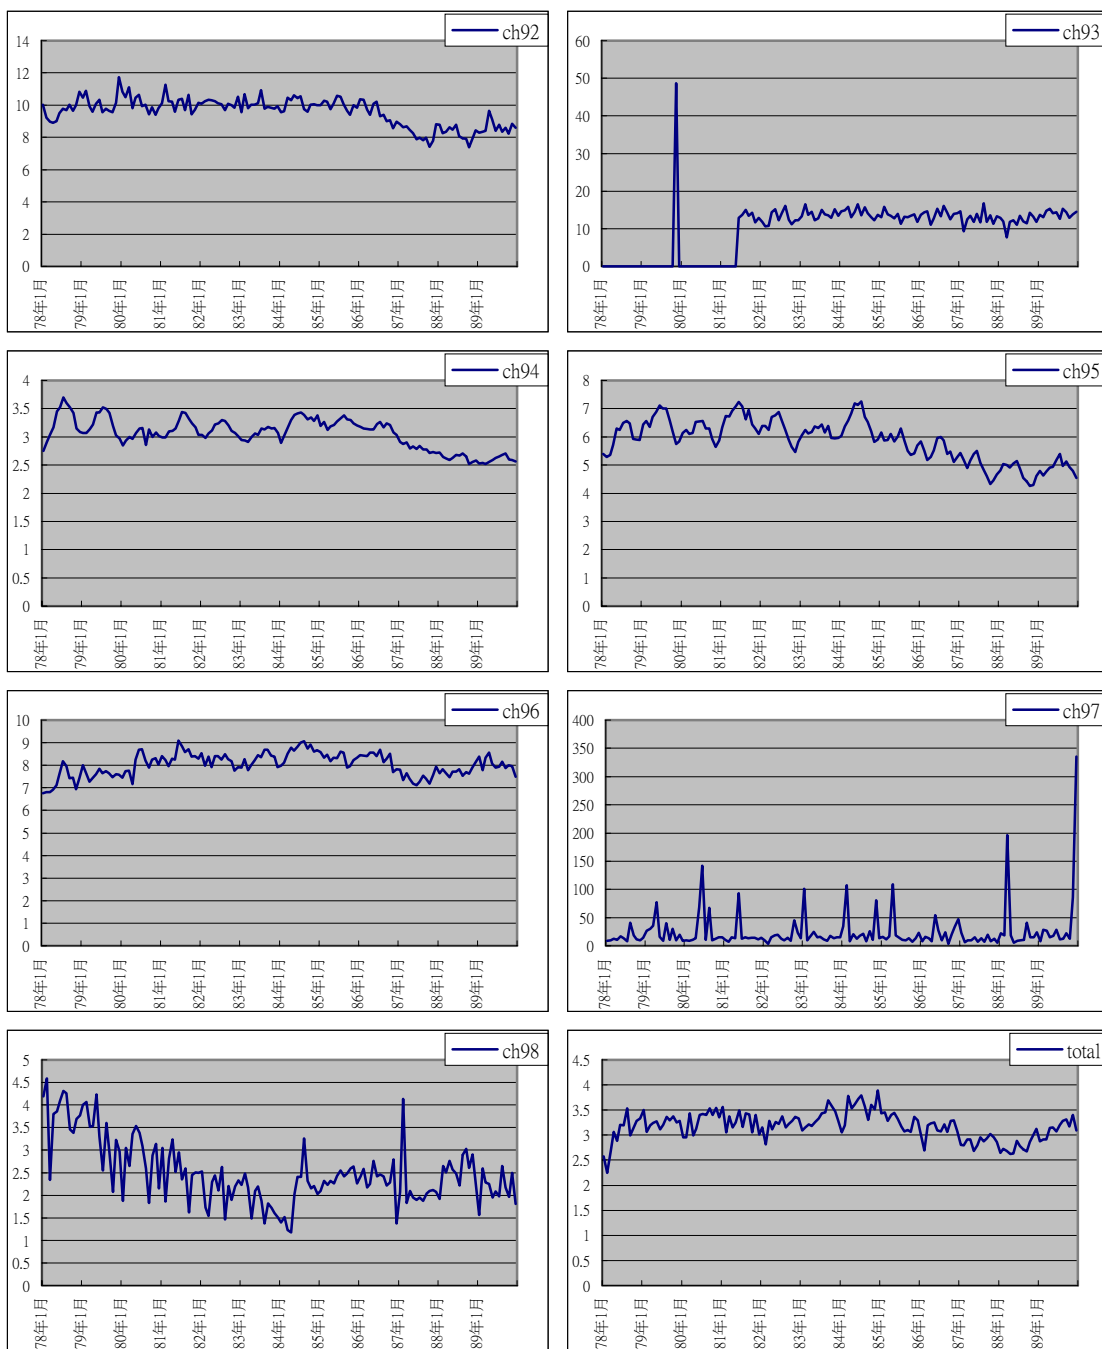 ch92
14
12
10
8
6
4
2
0
78年1月
79年1月
80年1月
81年1月
82年1月
83年1月
84年1月
85年1月
86年1月
87年1月
88年1月
89年1月
ch93
60
50
40
30
20
10
0
78年1月
79年1月
80年1月
81年1月
82年1月
83年1月
84年1月
85年1月
86年1月
87年1月
88年1月
89年1月
ch94
4
3.5
3
2.5
2
1.5
1
0.5
0
78年1月
79年1月
80年1月
81年1月
82年1月
83年1月
84年1月
85年1月
86年1月
87年1月
88年1月
89年1月
ch95
8
7
6
5
4
3
2
1
0
78年1月
79年1月
80年1月
81年1月
82年1月
83年1月
84年1月
85年1月
86年1月
87年1月
88年1月
89年1月
ch96
10
9
8
7
6
5
4
3
2
1
0
78年1月
79年1月
80年1月
81年1月
82年1月
83年1月
84年1月
85年1月
86年1月
87年1月
88年1月
89年1月
ch97
400
350
300
250
200
150
100
50
0
78年1月
79年1月
80年1月
81年1月
82年1月
83年1月
84年1月
85年1月
86年1月
87年1月
88年1月
89年1月
ch98
5
4.5
4
3.5
3
2.5
2
1.5
1
0.5
0
78年1月
79年1月
80年1月
81年1月
82年1月
83年1月
84年1月
85年1月
86年1月
87年1月
88年1月
89年1月
total
4.5
4
3.5
3
2.5
2
1.5
1
0.5
0
78年1月
79年1月
80年1月
81年1月
82年1月
83年1月
84年1月
85年1月
86年1月
87年1月
88年1月
89年1月